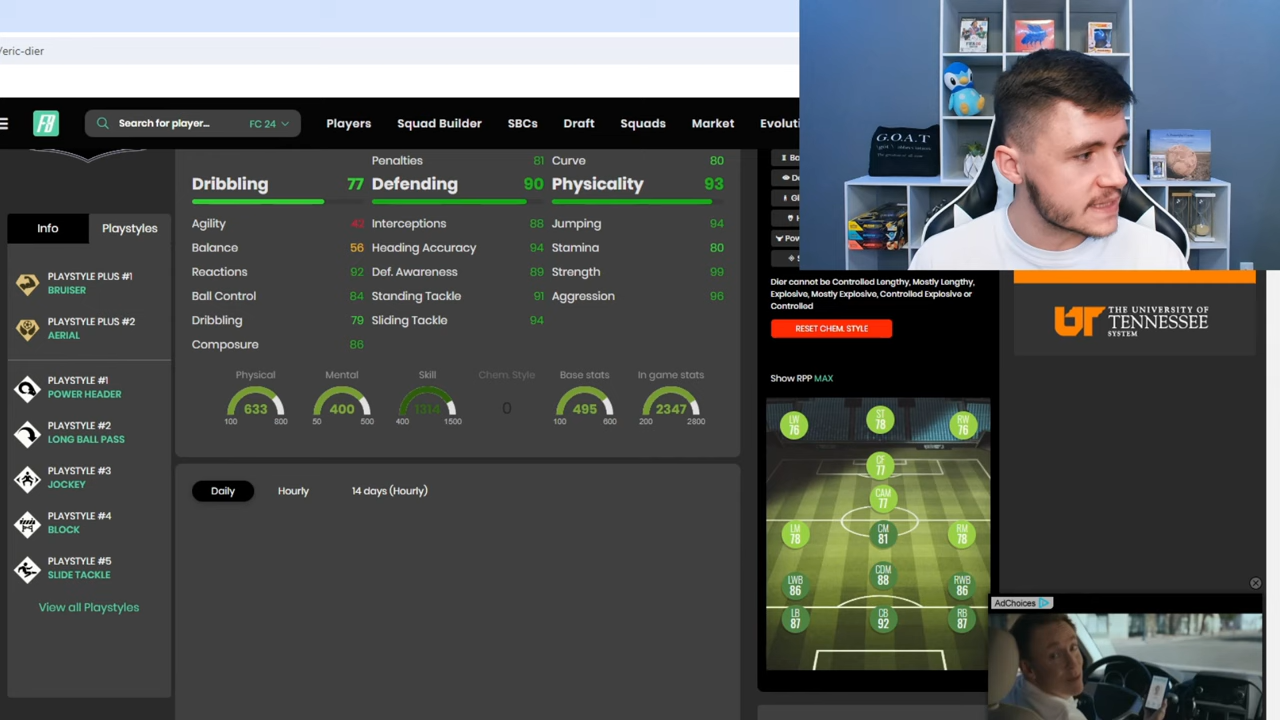 /eric-dier
FB
Search for player... FC 24
Players Squad Builder SBCs Draft Squads Market Evoluti
Penalties 81 Curve 80
Dribbling 77 Defending 90 Physicality 93
Agility 42 Interceptions 88 Jumping 94
Balance 56 Heading Accuracy 94 Stamina 80
Reactions 92 Def. Awareness 89 Strength 99
Ball Control 84 Standing Tackle 91 Aggression 96
Dribbling 79 Sliding Tackle 94
Composure 86
Info Playstyles
PLAYSTYLE PLUS #1
BRUISER
PLAYSTYLE PLUS #2
AERIAL
PLAYSTYLE #1
POWER HEADER
PLAYSTYLE #2
LONG BALL PASS
PLAYSTYLE #3
JOCKEY
PLAYSTYLE #4
BLOCK
PLAYSTYLE #5
SLIDE TACKLE
View all Playstyles
Physical Mental Skill Chem Style Base stats In game stats
633 400 1314 0 495 2347
100 800 50 500 400 1500 100 600 200 2800
Daily Hourly 14 days (Hourly)
Ba
De
Gl
H
Pow
S
Dier cannot be Controlled Lengthy, Mostly Lengthy,
Explosive, Mostly Explosive, Controlled Explosive or
Controlled
RESET CHEM. STYLE
Show RPP MAX
LW 76
ST 78
RW 76
CF 77
CAM 77
LM 78
CM 81
RM 78
LWB 86
CDM 88
RWB 86
LB 87
CB 92
RB 87
G.O.A.T
UT THE UNIVERSITY OF
TENNESSEE
SYSTEM
AdChoices